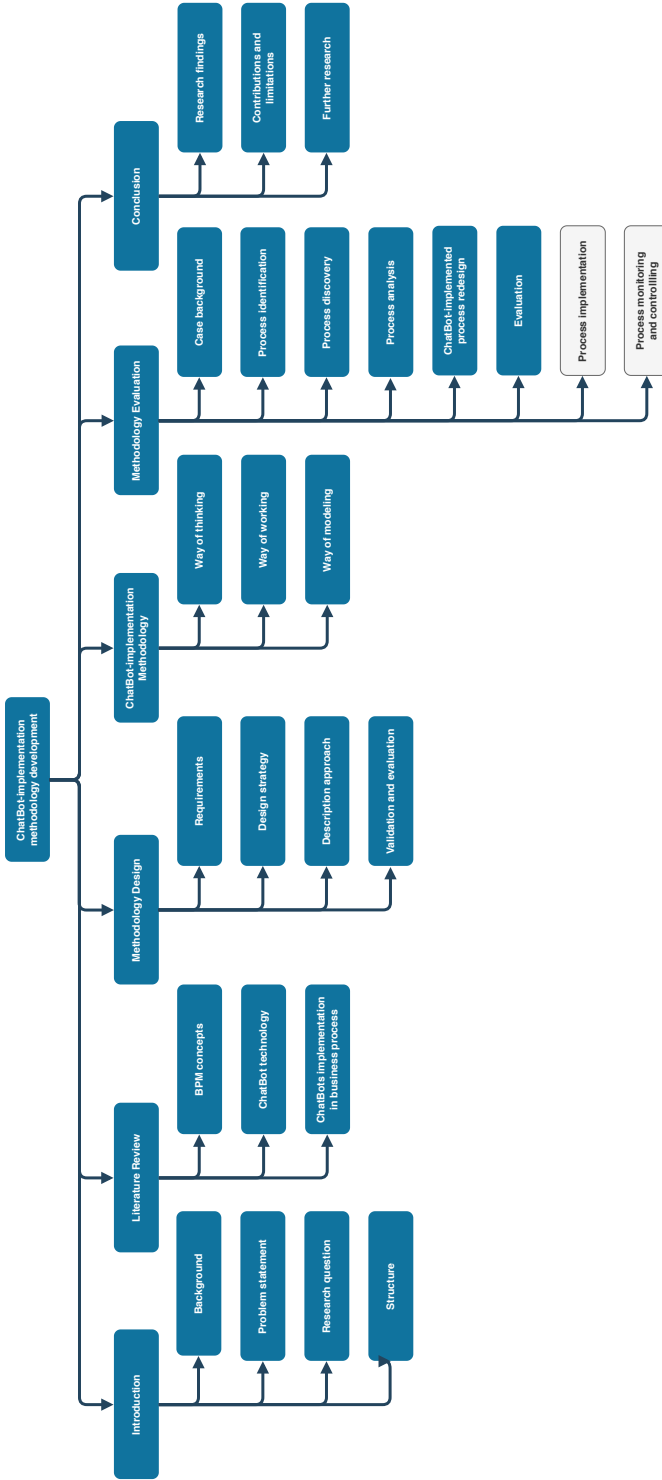 ChatBot-implementation
methodology development
Introduction
Background
Problem statement
Research question
Structure
Literature Review
BPM concepts
ChatBot technology
ChatBots implementation
in business process
Methodology Design
Requirements
Design strategy
Description approach
Validation and evaluation
ChatBot-implementation
Methodology
Way of thinking
Way of working
Way of modeling
Methodology Evaluation
Case background
Process identification
Process discovery
Process analysis
ChatBot-implemented
process redesign
Evaluation
Process implementation
Process monitoring
and controllling
Conclusion
Research findings
Contributions and
limitations
Further research